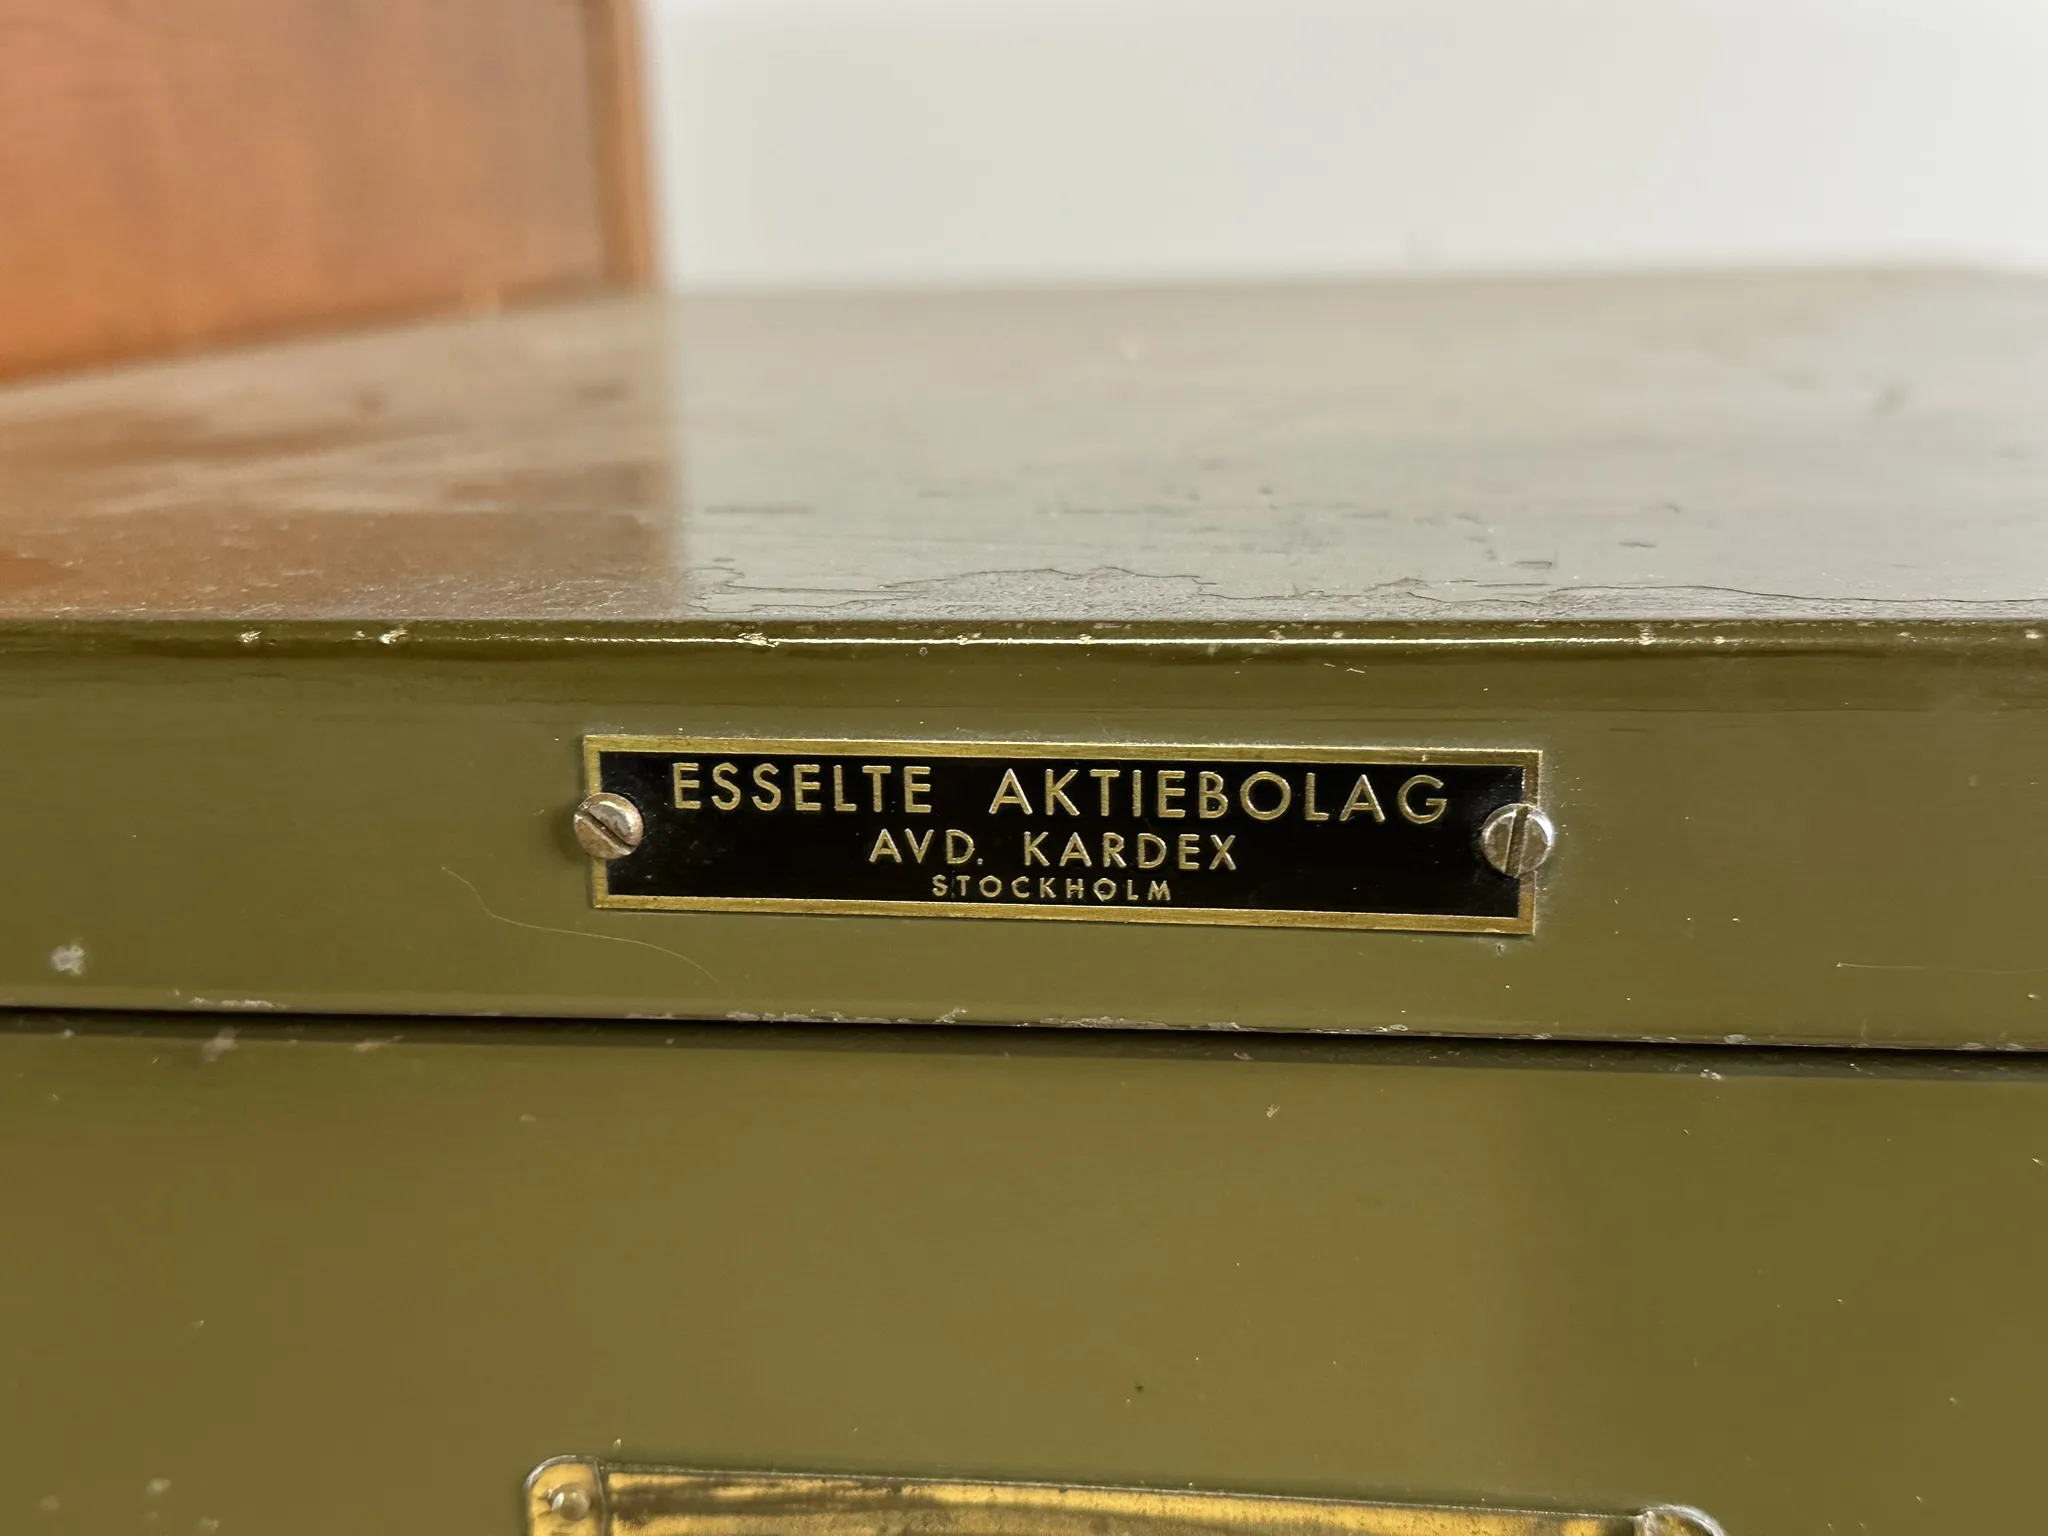 ESSELTE AKTIEBOLAG
AVD. KARDEX
STOCKHOLM